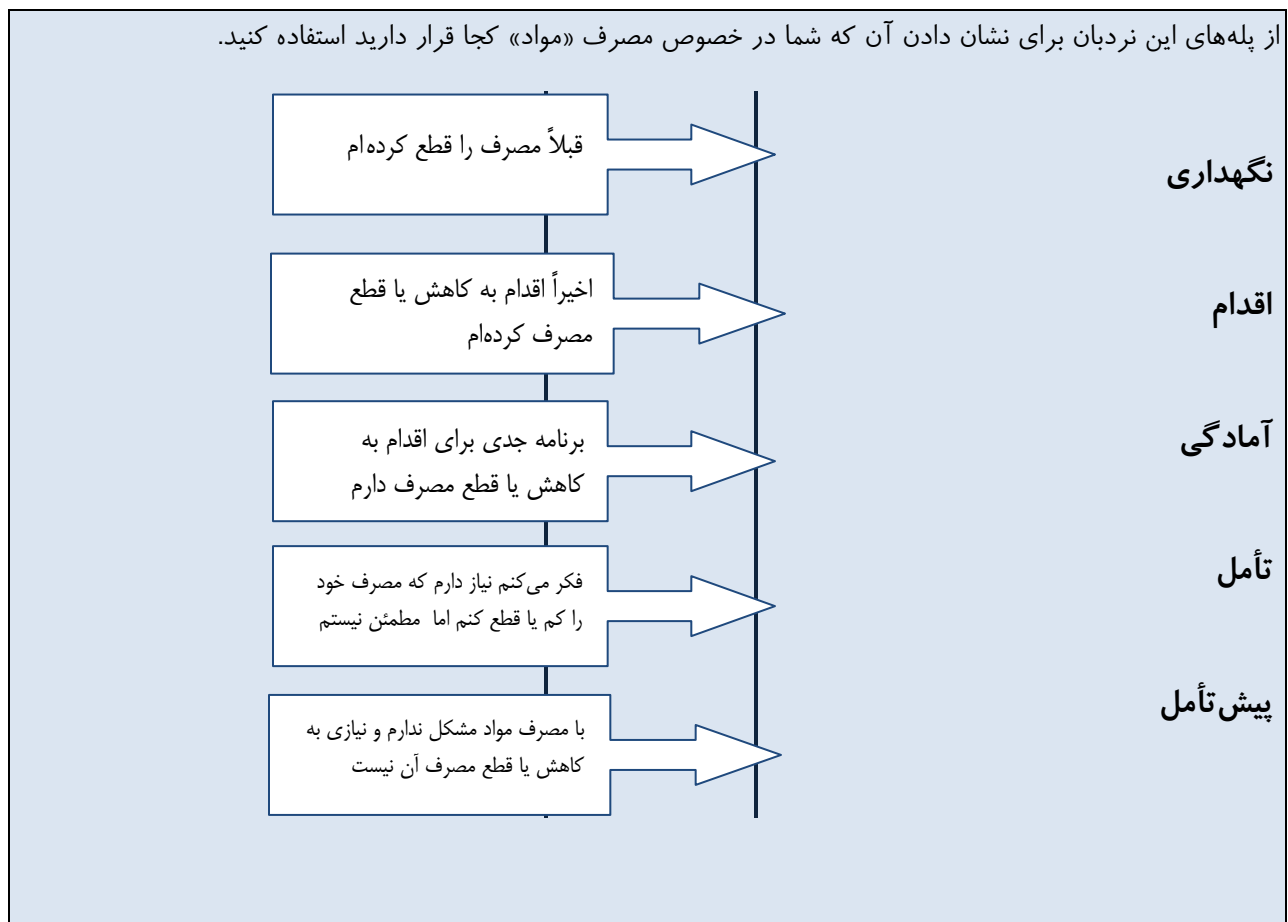 از پله‌های این نردبان برای نشان دادن آن که شما در خصوص مصرف «مواد» کجا قرار دارید استفاده کنید.
نگهداری
قبلاً مصرف را قطع کرده‌ام
اقدام
اخیراً اقدام به کاهش یا قطع
مصرف کرده‌ام
آمادگی
برنامه جدی برای اقدام به
کاهش یا قطع مصرف دارم
تأمل
فکر می‌کنم نیاز دارم که مصرف خود
را کم یا قطع کنم اما مطمئن نیستم
پیش‌تأمل
با مصرف مواد مشکل ندارم و نیازی به
کاهش یا قطع مصرف آن نیست